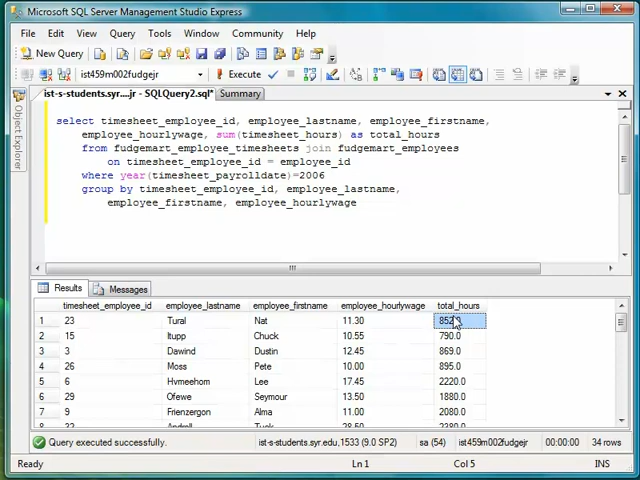 Microsoft SQL Server Management Studio Express
File Edit View Query Tools Window Community Help
New Query
ist459m002fudgejr Execute
ist-s-students.syr....jr - SQLQuery2.sql* Summary
Object Explorer
select timesheet_employee_id, employee_lastname, employee_firstname,
employee_hourlywage, sum(timesheet_hours) as total_hours
from fudgemart_employee_timesheets join fudgemart_employees
on timesheet_employee_id = employee_id
where year(timesheet_payrolldate)=2006
group by timesheet_employee_id, employee_lastname,
employee_firstname, employee_hourlywage
Results Messages
timesheet_employee_id employee_lastname employee_firstname employee_hourlywage total_hours
1 23 Tural Nat 11.30
2 15 Itupp Chuck 10.55 790.0
3 3 Dawind Dustin 12.45 869.0
4 26 Moss Pete 10.00 895.0
5 6 Hvmeehom Lee 17.45 2220.0
6 29 Ofewe Seymour 13.50 1880.0
7 9 Frienzergon Alma 11.00 2080.0
8 22
Query executed successfully. ist-s-students.syr.edu,1533 (9.0 SP2) sa (54) ist459m002fudgejr 00:00:00 34 rows
Ready Ln 1 Col 5 INS